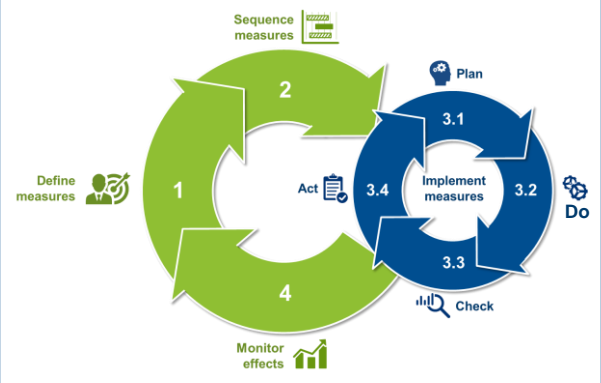 Sequence
measures
2
Plan
3.1
Define
measures
1
Act
3.4
Implement
measures
3.2
Do
3.3
4
Check
Monitor
effects